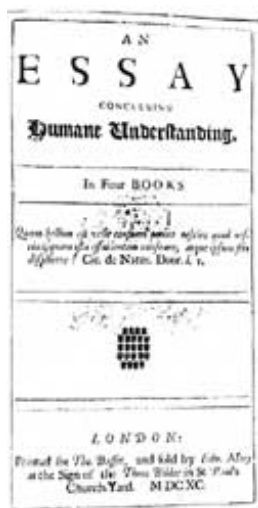 AN
ESSAY
CONCERNING
Humane Understanding.
In Four BOOKS
Quam bellum est velle confiteri potius nescire quod nes-
cias, quam ista effutientem nauseare, atque ipsum sibi
displicere! Cic. de Natur. Deor. l. 1.
LONDON:
Printed for Tho. Basset, and sold by Edw. Mory
at the Sign of the Three Bibles in St. Paul's
Church-Yard. MDCXC.